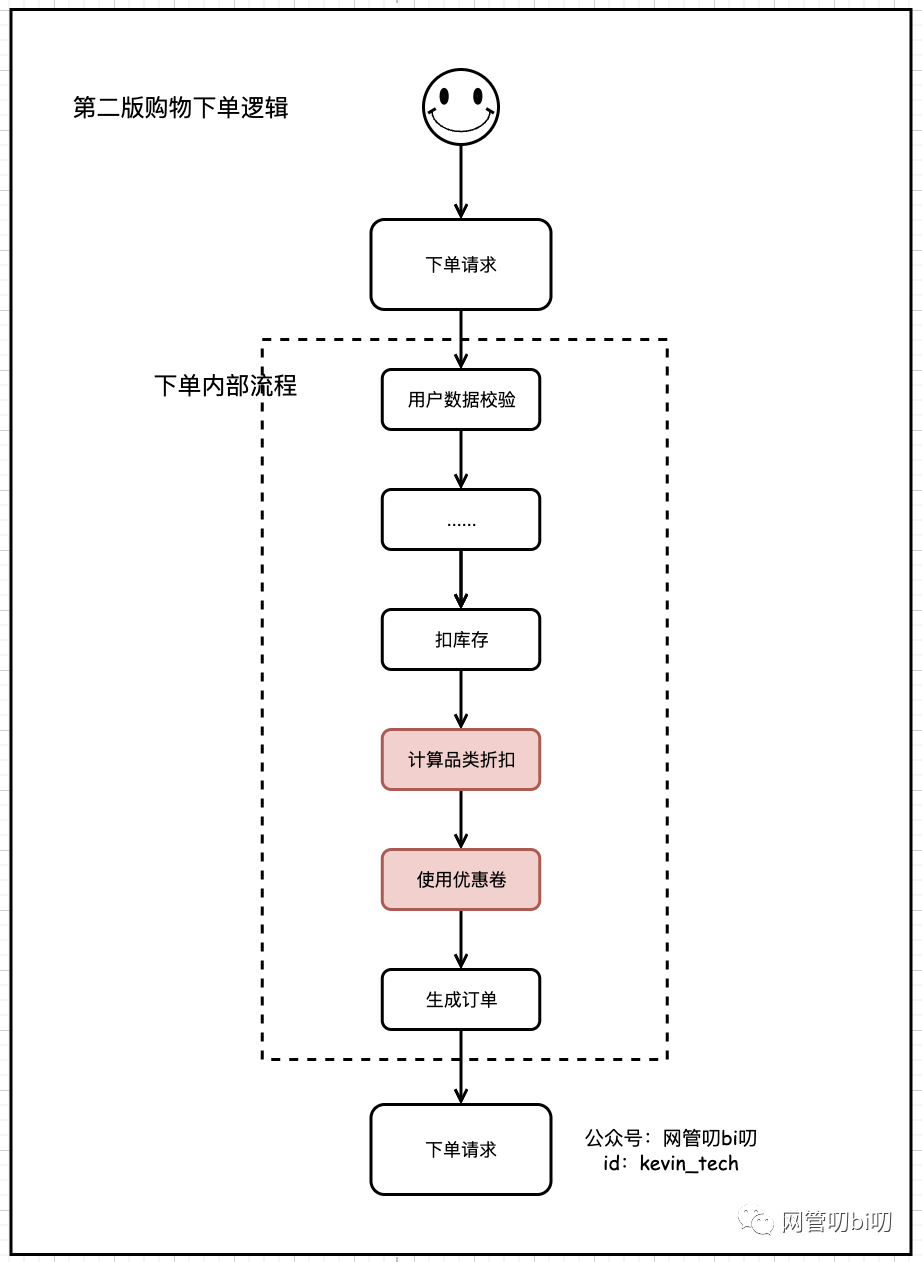 第二版购物下单逻辑
下单请求
下单内部流程
用户数据校验
......
扣库存
计算品类折扣
使用优惠卷
生成订单
下单请求
公众号：网管叨bi叨
id：kevin_tech
网管叨bi叨